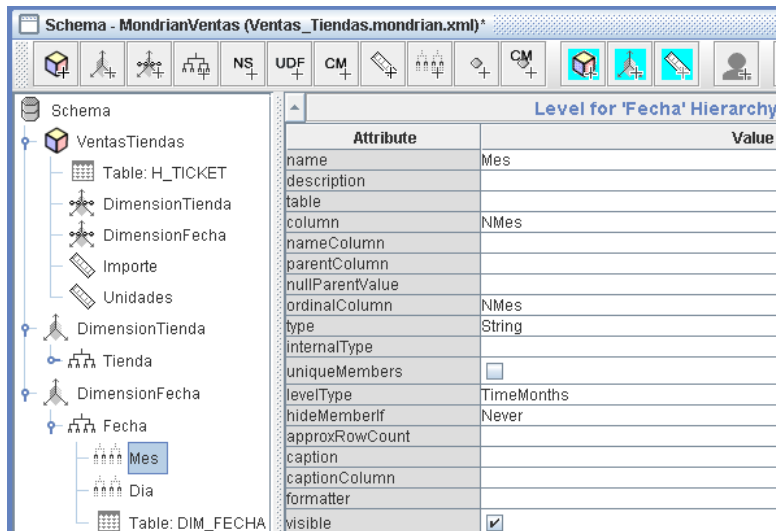 Schema - MondrianVentas (Ventas_Tiendas.mondrian.xml)*
NS UDF CM CM
Schema
VentasTiendas
Table: H_TICKET
DimensionTienda
DimensionFecha
Importe
Unidades
DimensionTienda
Tienda
DimensionFecha
Fecha
Mes
Dia
Table: DIM_FECHA
Level for 'Fecha' Hierarchy
Attribute Value
name Mes
description
table
column NMes
nameColumn
parentColumn
nullParentValue
ordinalColumn NMes
type String
internalType
uniqueMembers
levelType TimeMonths
hideMemberIf Never
approxRowCount
caption
captionColumn
formatter
visible